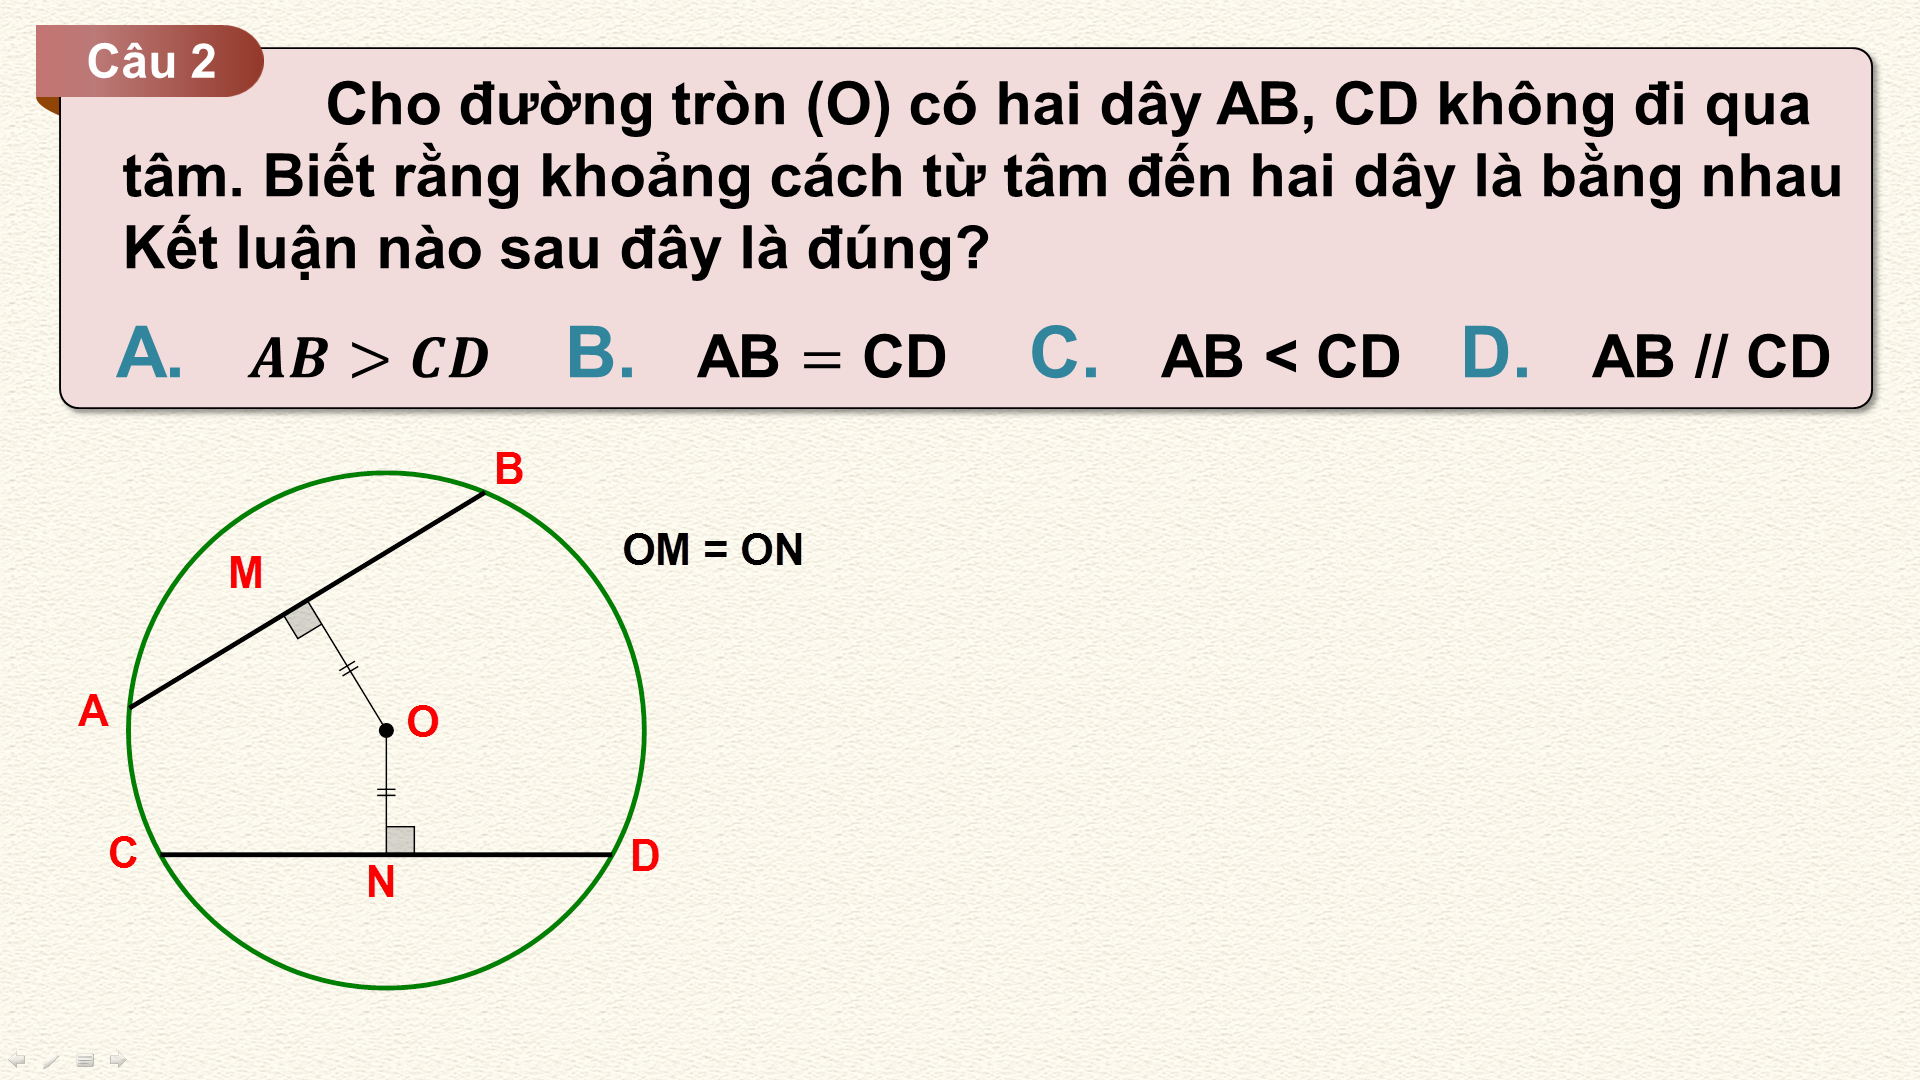 Câu 2
Cho đường tròn (O) có hai dây AB, CD không đi qua
tâm. Biết rằng khoảng cách từ tâm đến hai dây là bằng nhau
Kết luận nào sau đây là đúng?
A. AB > CD B. AB = CD C. AB < CD D. AB // CD
B
OM = ON
M
A
O
C
D
N